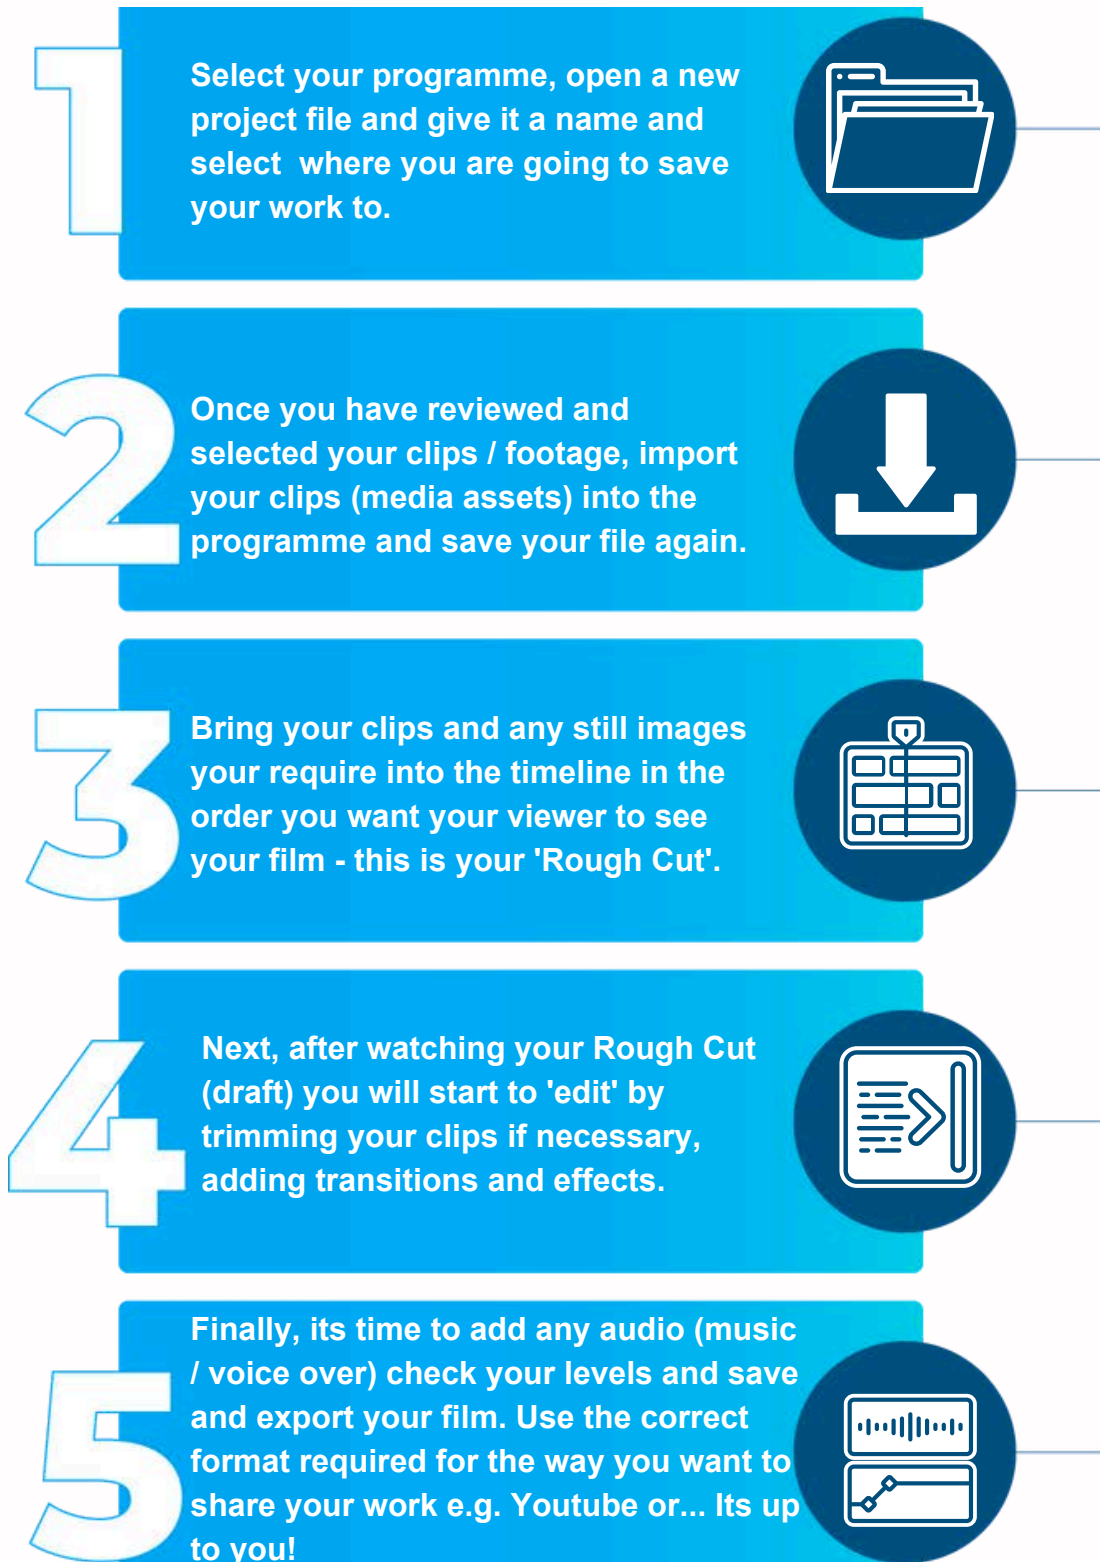 1
Select your programme, open a new
project file and give it a name and
select  where you are going to save
your work to.
2
Once you have reviewed and
selected your clips / footage, import
your clips (media assets) into the
programme and save your file again.
3
Bring your clips and any still images
your require into the timeline in the
order you want your viewer to see
your film - this is your 'Rough Cut'.
4
Next, after watching your Rough Cut
(draft) you will start to 'edit' by
trimming your clips if necessary,
adding transitions and effects.
5
Finally, its time to add any audio (music
/ voice over) check your levels and save
and export your film. Use the correct
format required for the way you want to
share your work e.g. Youtube or... Its up
to you!